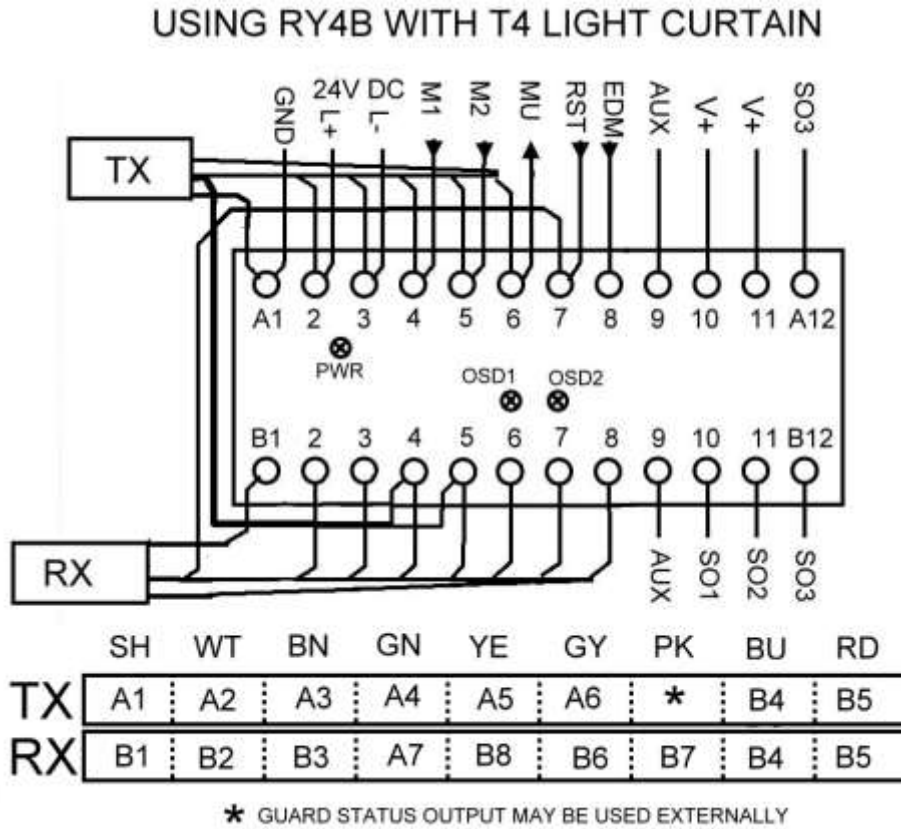 USING RY4B WITH T4 LIGHT CURTAIN
24V DC
GND L+ L- M1 M2 MU RST EDM AUX V+ V+ SO3
TX
A1 2 3 4 5 6 7 8 9 10 11 A12
PWR
OSD1 OSD2
B1 2 3 4 5 6 7 8 9 10 11 B12
RX
AUX SO1 SO2 SO3
SH WT BN GN YE GY PK BU RD
TX A1 A2 A3 A4 A5 A6 * B4 B5
RX B1 B2 B3 A7 B8 B6 B7 B4 B5
* GUARD STATUS OUTPUT MAY BE USED EXTERNALLY